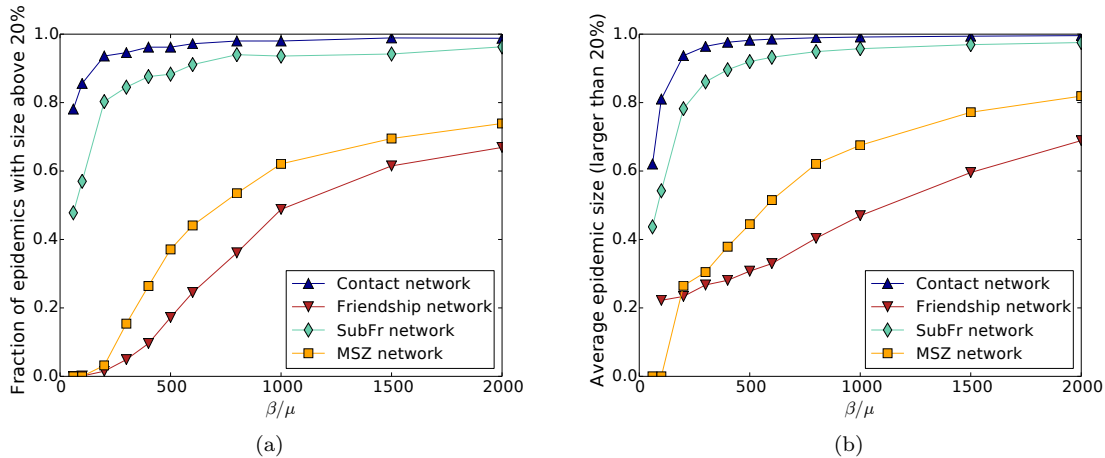 Fraction of epidemics with size above 20%
1.0
0.8
0.6
0.4
0.2
0.0
0
500
1000
1500
2000
β/μ
Contact network
Friendship network
SubFr network
MSZ network
(a)
Average epidemic size (larger than 20%)
1.0
0.8
0.6
0.4
0.2
0.0
0
500
1000
1500
2000
β/μ
Contact network
Friendship network
SubFr network
MSZ network
(b)